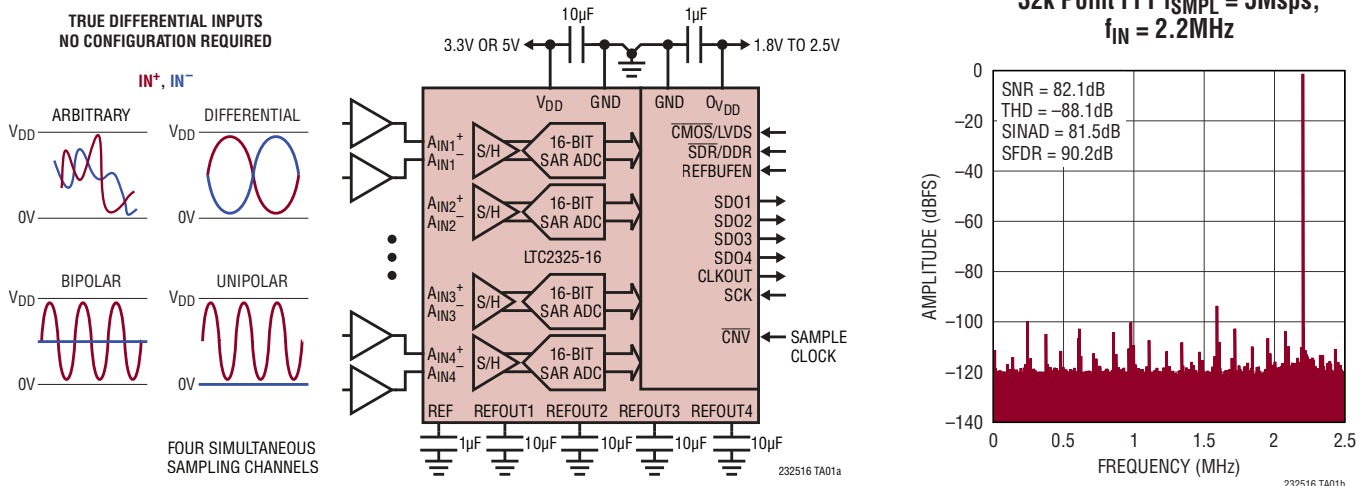 TRUE DIFFERENTIAL INPUTS
NO CONFIGURATION REQUIRED
IN+, IN−
ARBITRARY
VDD
0V
DIFFERENTIAL
VDD
0V
BIPOLAR
VDD
0V
UNIPOLAR
VDD
0V
FOUR SIMULTANEOUS
SAMPLING CHANNELS
10µF
1µF
3.3V OR 5V
1.8V TO 2.5V
VDD
GND
GND
OVDD
AIN1+
AIN1−
S/H
16-BIT
SAR ADC
AIN2+
AIN2−
S/H
16-BIT
SAR ADC
LTC2325-16
AIN3+
AIN3−
S/H
16-BIT
SAR ADC
AIN4+
AIN4−
S/H
16-BIT
SAR ADC
CMOS/LVDS
SDR/DDR
REFBUFEN
SDO1
SDO2
SDO3
SDO4
CLKOUT
SCK
CNV
SAMPLE
CLOCK
REF
REFOUT1
REFOUT2
REFOUT3
REFOUT4
1µF
10µF
10µF
10µF
10µF
232516 TA01a
32k Point FFT fSMPL = 5Msps,
fIN = 2.2MHz
SNR = 82.1dB
THD = –88.1dB
SINAD = 81.5dB
SFDR = 90.2dB
AMPLITUDE (dBFS)
0
–20
–40
–60
–80
–100
–120
–140
0
0.5
1
1.5
2
2.5
FREQUENCY (MHz)
232516 TA01b